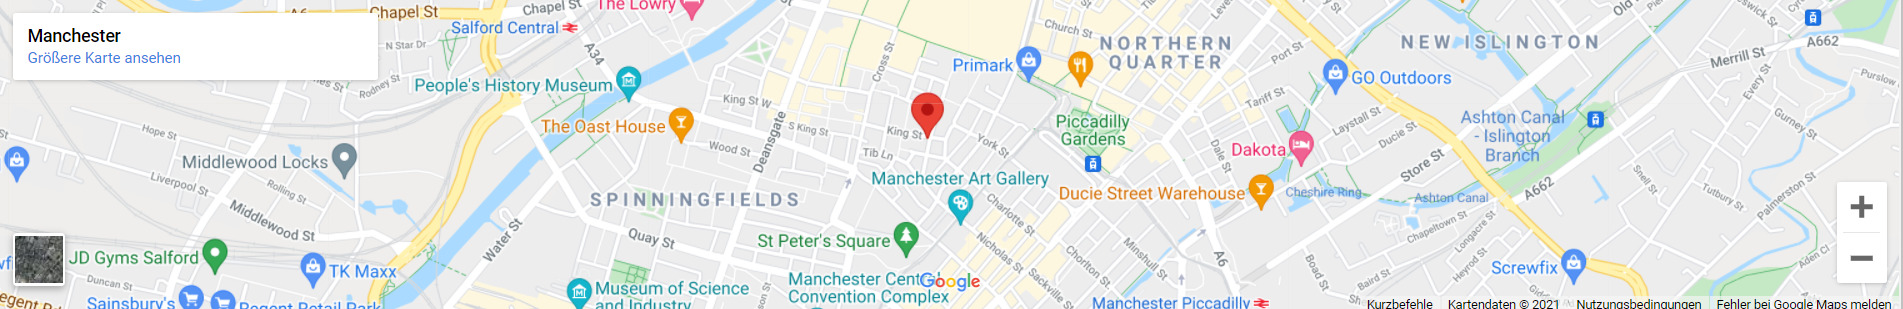 Manchester
Größere Karte ansehen
Chapel St
Chapel St
The Lowry
Salford Central
N Star Dr
A34
Rodney St
People's History Museum
Cross St
Church St
Primark
NORTHERN
QUARTER
Port St
NEW ISLINGTON
Old
A662
Merrill St
Every St
Purslow
GO Outdoors
Tariff St
King St W
The Oast House
S King St
King St
York St
Piccadilly
Gardens
Laystall St
Ducie St
Ashton Canal
- Islington
Branch
Gurney St
Hope St
Middlewood Locks
Wood St
Deansgate
Tib Ln
Dale St
Dakota
Store St
A662
Liverpool St
Rolling St
SPINNINGFIELDS
Manchester Art Gallery
Ducie Street Warehouse
Cheshire Ring
Ashton Canal
Snell St
Tutbury St
Palmerston St
Middlewood St
Water St
Quay St
St Peter's Square
Charlotte St
Nicholas St
Sackville St
Chorlton St
Minshull St
A6
Chapeltown St
Longacre St
Heyrod St
Baird St
Boad St
Aden Cl
JD Gyms Salford
Duncan St
TK Maxx
Screwfix
Sainsbury's
Regent Retail Park
egent Rd
Museum of Science
and Industry
Manchester Central
Convention Complex
Google
Manchester Piccadilly
Kurzbefehle
Kartendaten © 2021
Nutzungsbedingungen
Fehler bei Google Maps melden